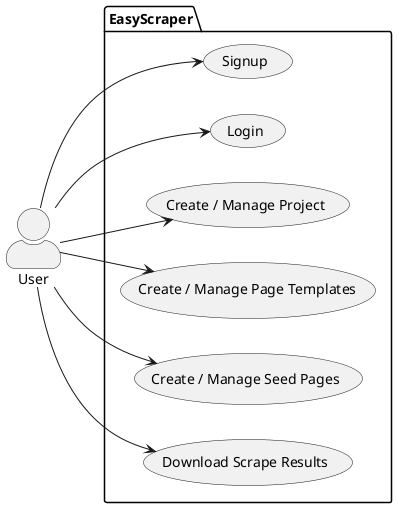 EasyScraper
Signup
Login
Create / Manage Project
User
Create / Manage Page Templates
Create / Manage Seed Pages
Download Scrape Results